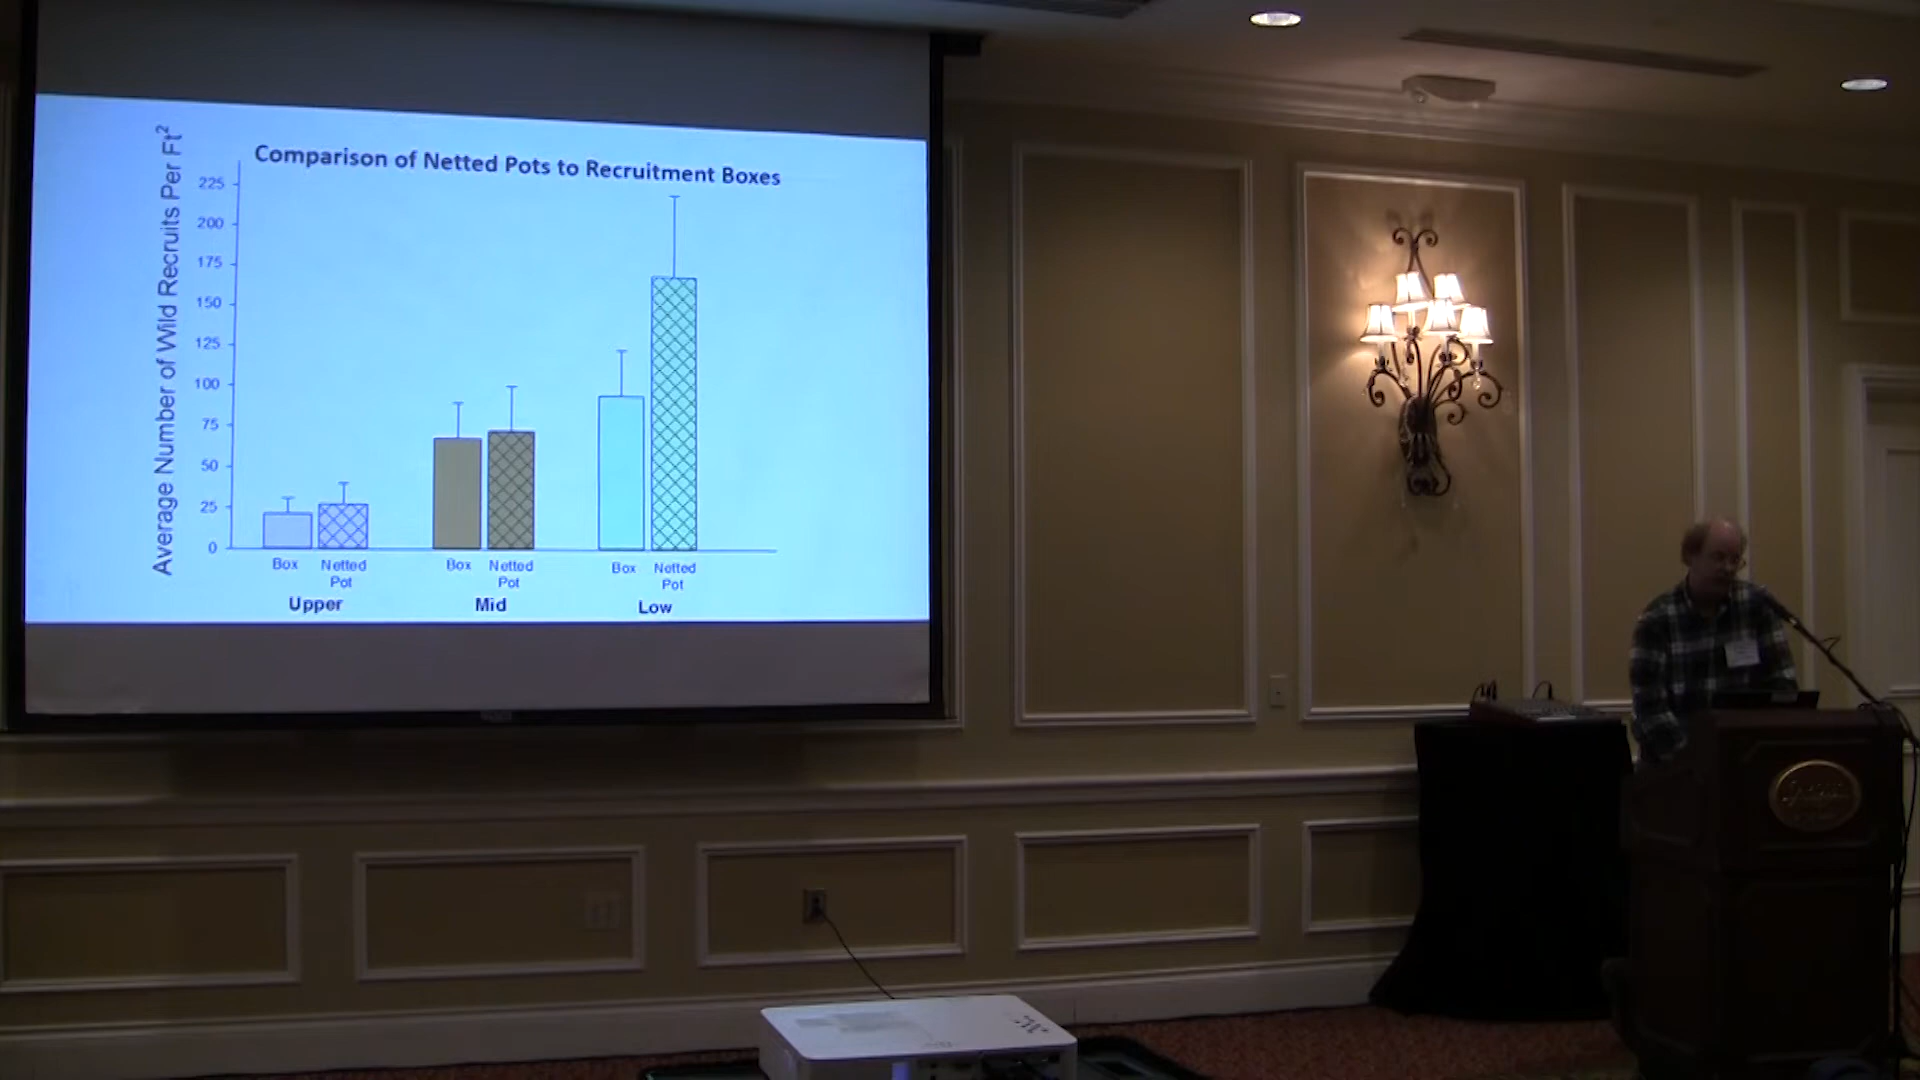 Comparison of Netted Pots to Recruitment Boxes
Average Number of Wild Recruits Per Ft²
225
200
175
150
125
100
75
50
25
0
Box Netted Pot Box Netted Pot Box Netted Pot
Upper Mid Low